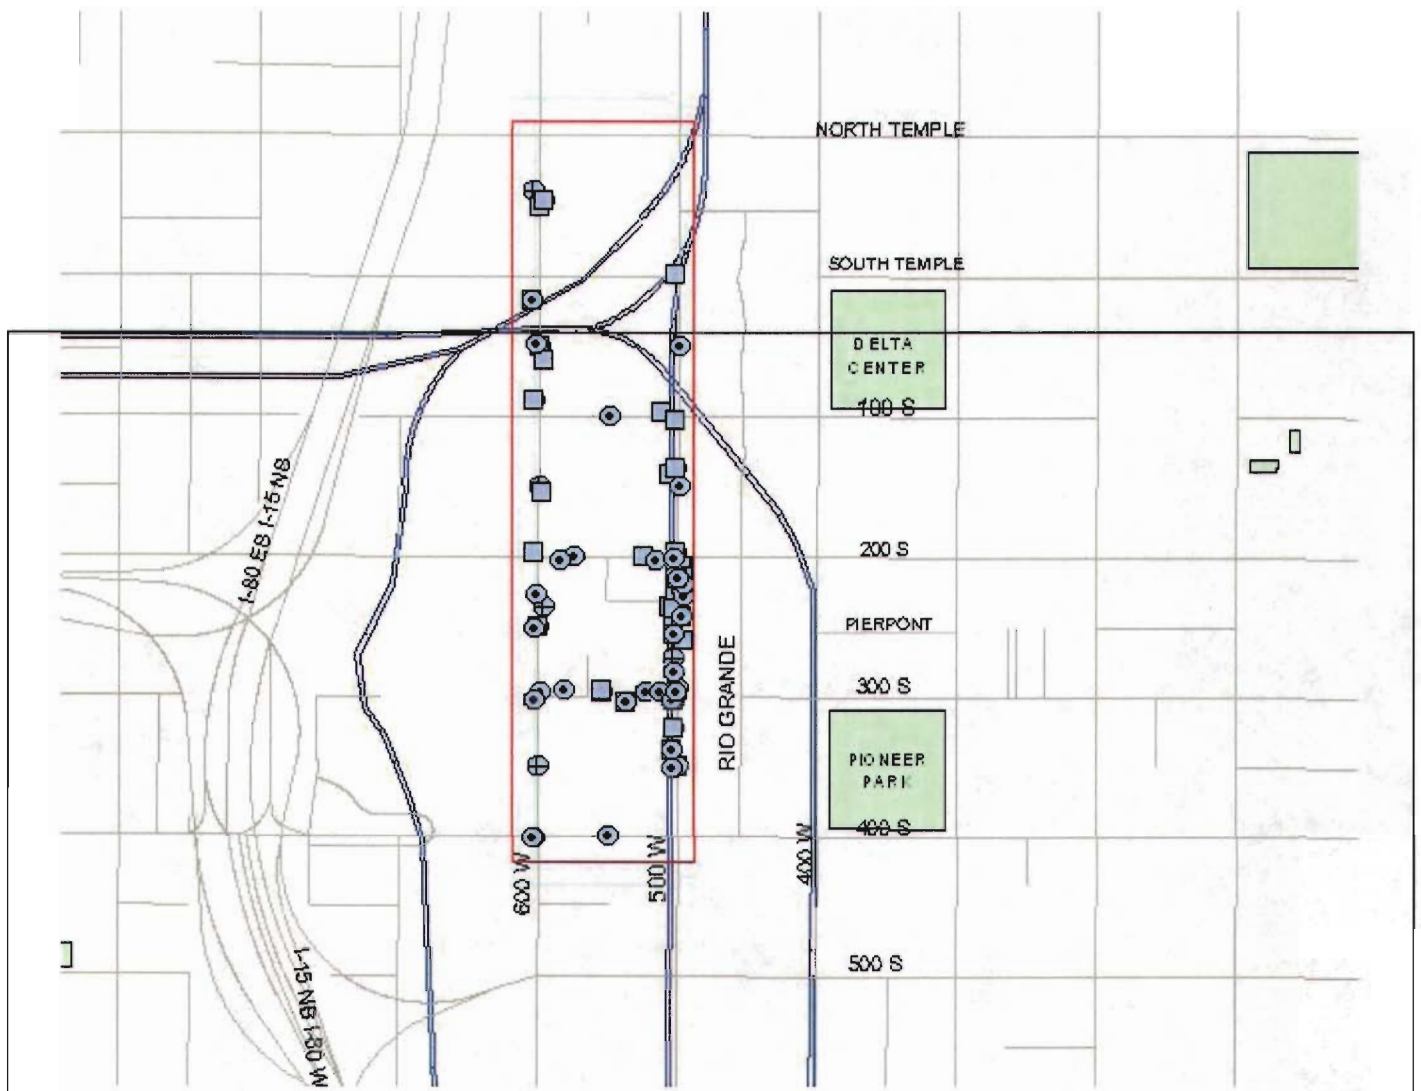 NORTH TEMPLE
SOUTH TEMPLE
DELTA
CENTER
100 S
I-80 EB I-15 NB
200 S
PIERPONT
RIO GRANDE
300 S
PIONEER
PARK
400 S
600 W
500 W
400 W
500 S
I-15 NB I-80 W